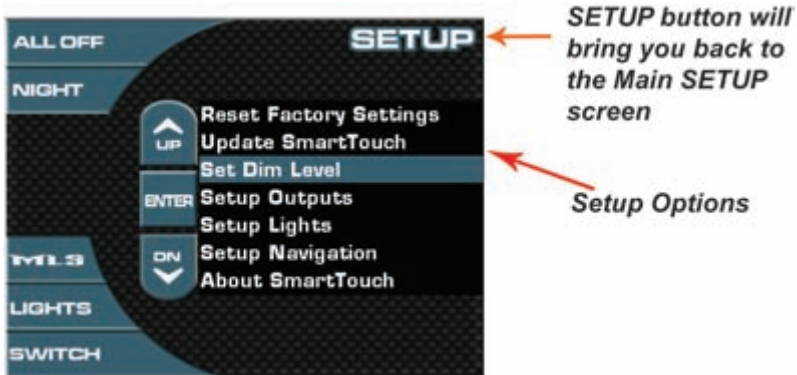 ALL OFF
NIGHT
SETUP
SETUP button will
bring you back to
the Main SETUP
screen
UP
ENTER
DN
Reset Factory Settings
Update SmartTouch
Set Dim Level
Setup Outputs
Setup Lights
Setup Navigation
About SmartTouch
Setup Options
MLS
LIGHTS
SWITCH